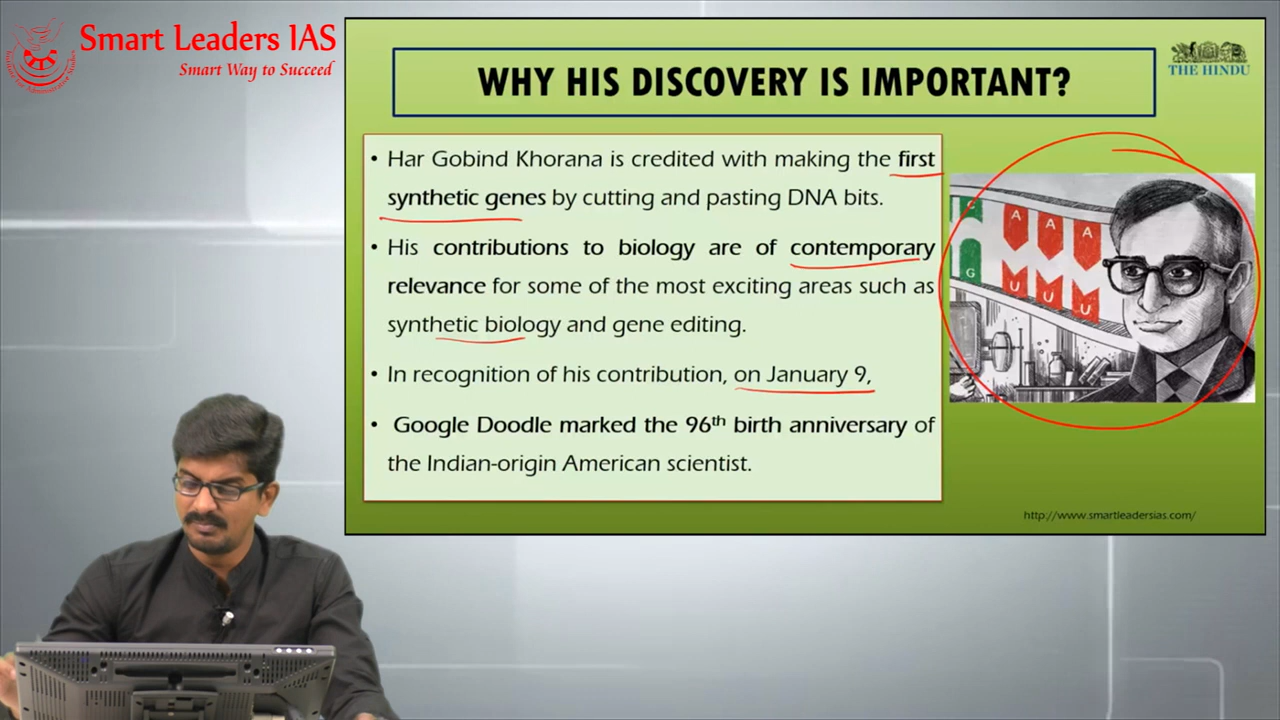 Smart Leaders IAS
Smart Way to Succeed
THE HINDU
WHY HIS DISCOVERY IS IMPORTANT?
• Har Gobind Khorana is credited with making the first
synthetic genes by cutting and pasting DNA bits.
• His contributions to biology are of contemporary
relevance for some of the most exciting areas such as
synthetic biology and gene editing.
• In recognition of his contribution, on January 9,
• Google Doodle marked the 96th birth anniversary of
the Indian-origin American scientist.
C A A A
G U U U
http://www.smartleadersias.com/